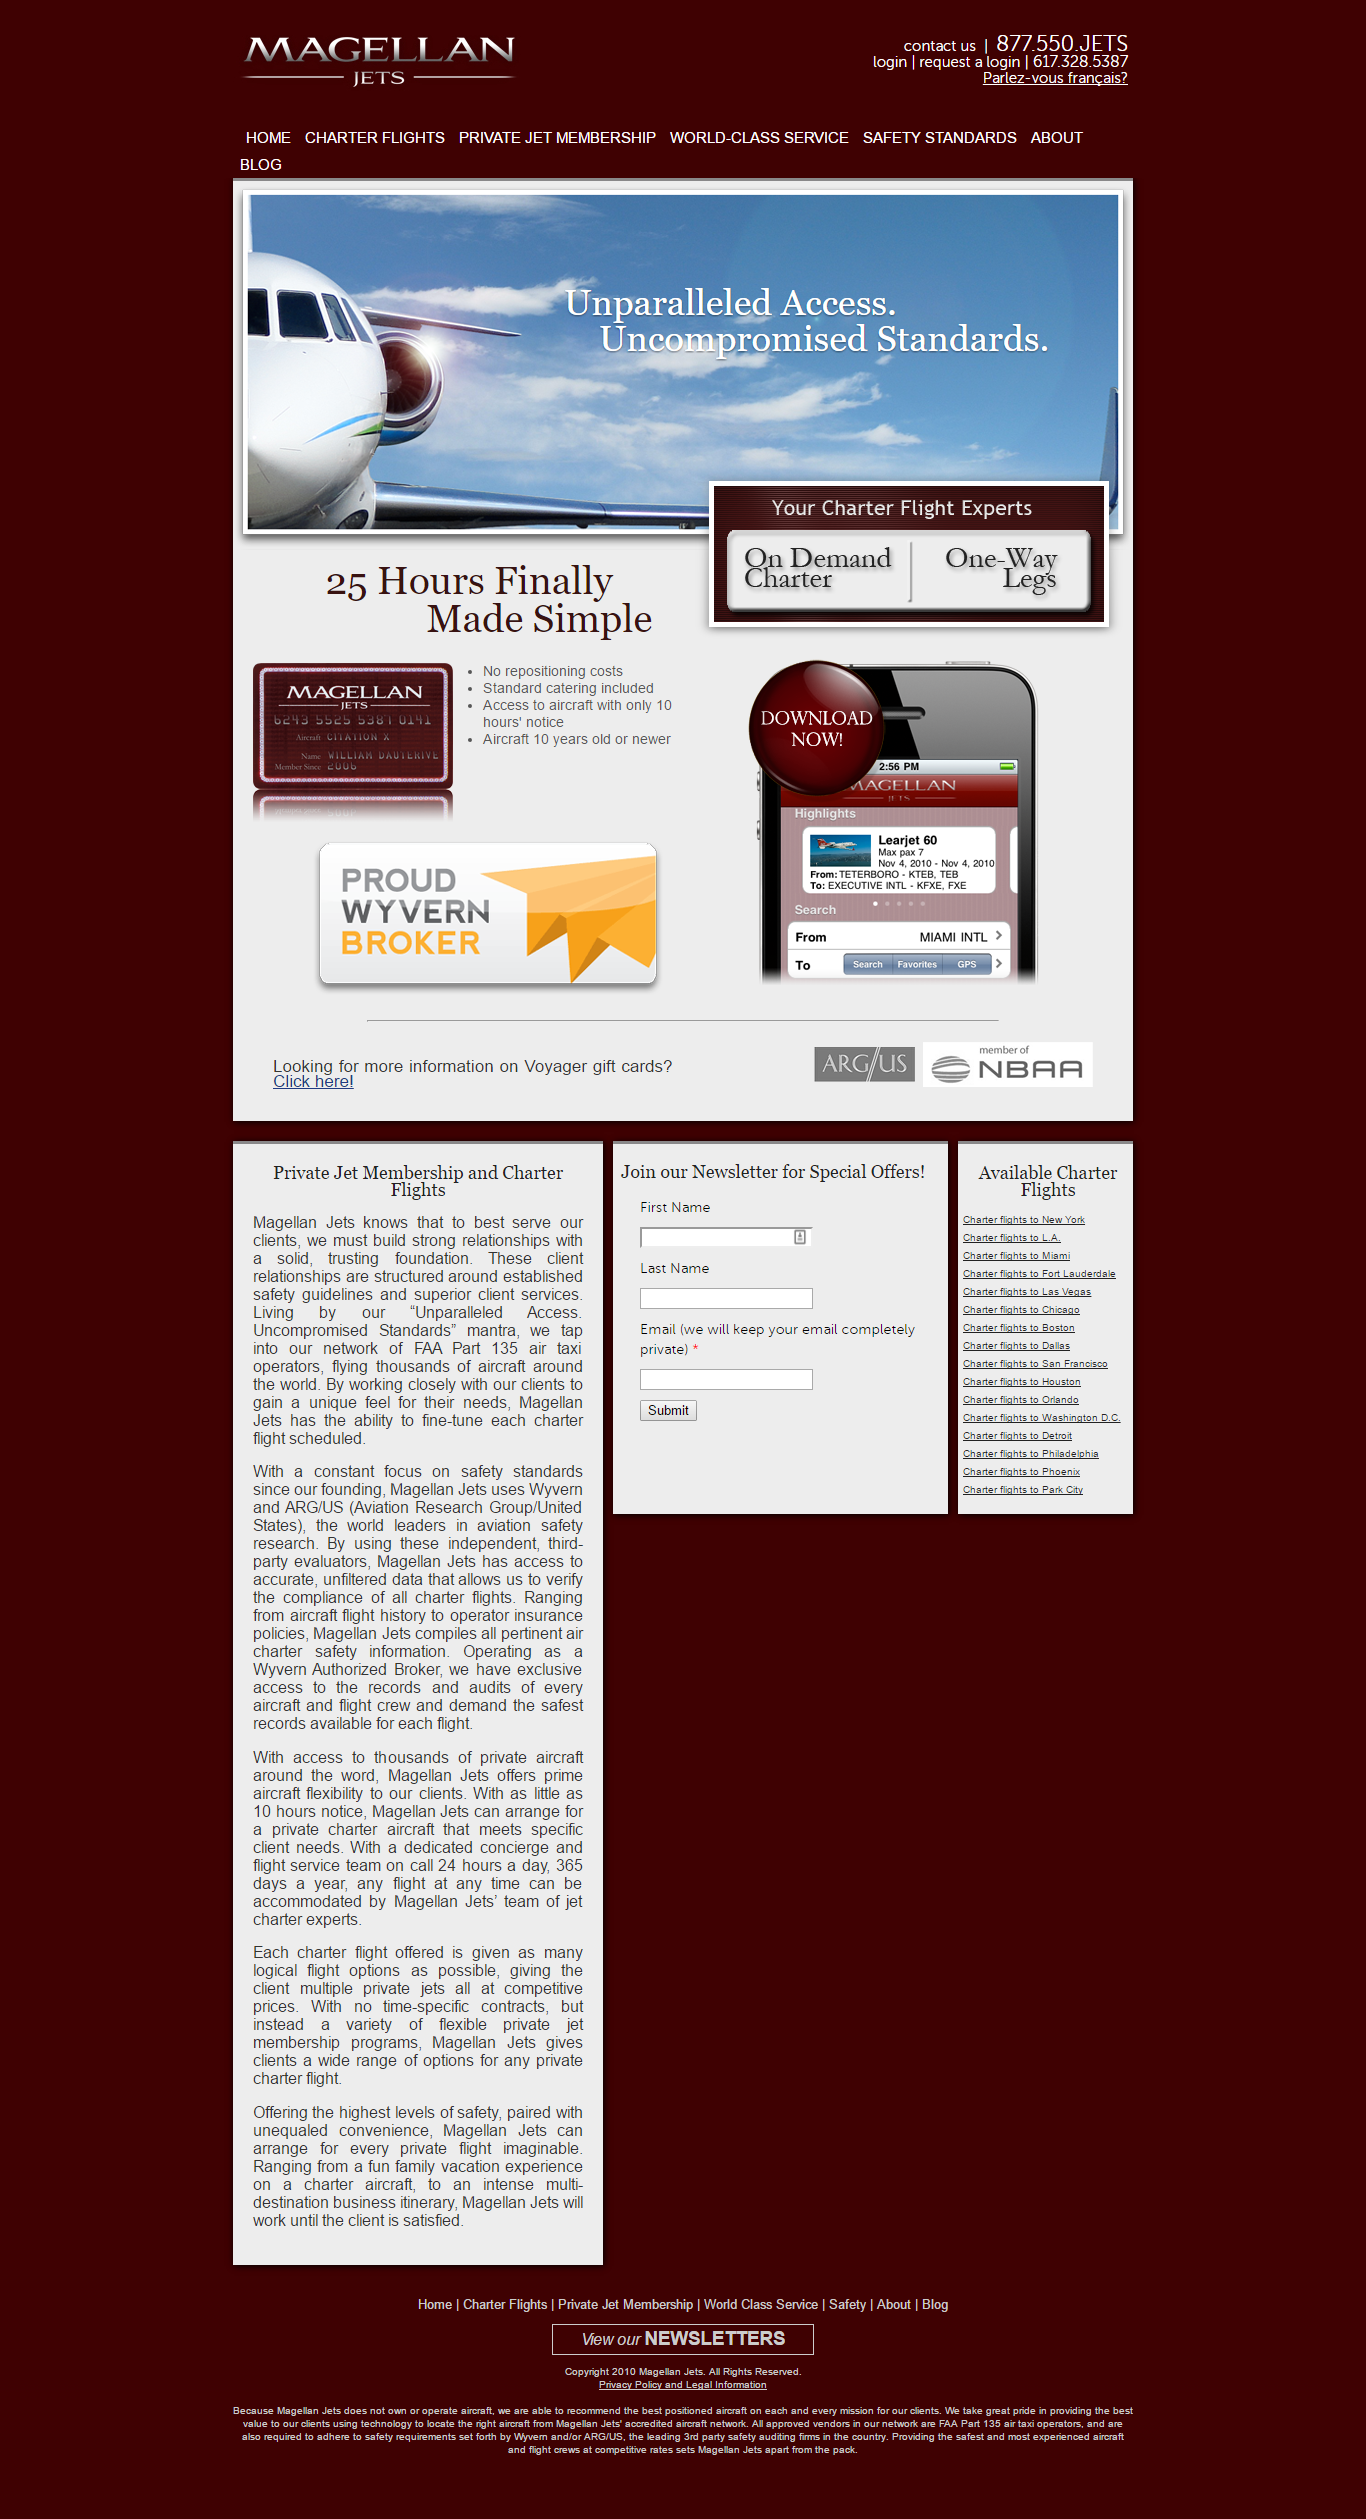 MAGELLAN
JETS
contact us | 877.550.JETS
login | request a login | 617.328.5387
Parlez-vous français?
HOME CHARTER FLIGHTS PRIVATE JET MEMBERSHIP WORLD-CLASS SERVICE SAFETY STANDARDS ABOUT
BLOG
Unparalleled Access.
Uncompromised Standards.
Your Charter Flight Experts
On Demand
Charter
One-Way
Legs
25 Hours Finally
Made Simple
MAGELLAN
JETS
6243 5525 5387 0141
Aircraft CITATION X
Name WILLIAM DAUTERIVE
Member Since 2006
• No repositioning costs
• Standard catering included
• Access to aircraft with only 10
hours' notice
• Aircraft 10 years old or newer
DOWNLOAD
NOW!
2:56 PM
MAGELLAN
JETS
Highlights
Learjet 60
Max pax 7
Nov 4, 2010 - Nov 4, 2010
From: TETERBORO - KTEB, TEB
To: EXECUTIVE INTL - KFXE, FXE
Search
From MIAMI INTL
To Search Favorites GPS
PROUD
WYVERN
BROKER
Looking for more information on Voyager gift cards?
Click here!
ARG/US
member of
NBAA
Private Jet Membership and Charter
Flights
Magellan Jets knows that to best serve our
clients, we must build strong relationships with
a solid, trusting foundation. These client
relationships are structured around established
safety guidelines and superior client services.
Living by our “Unparalleled Access.
Uncompromised Standards” mantra, we tap
into our network of FAA Part 135 air taxi
operators, flying thousands of aircraft around
the world. By working closely with our clients to
gain a unique feel for their needs, Magellan
Jets has the ability to fine-tune each charter
flight scheduled.
With a constant focus on safety standards
since our founding, Magellan Jets uses Wyvern
and ARG/US (Aviation Research Group/United
States), the world leaders in aviation safety
research. By using these independent, third-
party evaluators, Magellan Jets has access to
accurate, unfiltered data that allows us to verify
the compliance of all charter flights. Ranging
from aircraft flight history to operator insurance
policies, Magellan Jets compiles all pertinent air
charter safety information. Operating as a
Wyvern Authorized Broker, we have exclusive
access to the records and audits of every
aircraft and flight crew and demand the safest
records available for each flight.
With access to thousands of private aircraft
around the word, Magellan Jets offers prime
aircraft flexibility to our clients. With as little as
10 hours notice, Magellan Jets can arrange for
a private charter aircraft that meets specific
client needs. With a dedicated concierge and
flight service team on call 24 hours a day, 365
days a year, any flight at any time can be
accommodated by Magellan Jets’ team of jet
charter experts.
Each charter flight offered is given as many
logical flight options as possible, giving the
client multiple private jets all at competitive
prices. With no time-specific contracts, but
instead a variety of flexible private jet
membership programs, Magellan Jets gives
clients a wide range of options for any private
charter flight.
Offering the highest levels of safety, paired with
unequaled convenience, Magellan Jets can
arrange for every private flight imaginable.
Ranging from a fun family vacation experience
on a charter aircraft, to an intense multi-
destination business itinerary, Magellan Jets will
work until the client is satisfied.
Join our Newsletter for Special Offers!
First Name
Last Name
Email (we will keep your email completely
private) *
Submit
Available Charter
Flights
Charter flights to New York
Charter flights to L.A.
Charter flights to Miami
Charter flights to Fort Lauderdale
Charter flights to Las Vegas
Charter flights to Chicago
Charter flights to Boston
Charter flights to Dallas
Charter flights to San Francisco
Charter flights to Houston
Charter flights to Orlando
Charter flights to Washington D.C.
Charter flights to Detroit
Charter flights to Philadelphia
Charter flights to Phoenix
Charter flights to Park City
Home | Charter Flights | Private Jet Membership | World Class Service | Safety | About | Blog
View our NEWSLETTERS
Copyright 2010 Magellan Jets. All Rights Reserved.
Privacy Policy and Legal Information
Because Magellan Jets does not own or operate aircraft, we are able to recommend the best positioned aircraft on each and every mission for our clients. We take great pride in providing the best
value to our clients using technology to locate the right aircraft from Magellan Jets' accredited aircraft network. All approved vendors in our network are FAA Part 135 air taxi operators, and are
also required to adhere to safety requirements set forth by Wyvern and/or ARG/US, the leading 3rd party safety auditing firms in the country. Providing the safest and most experienced aircraft
and flight crews at competitive rates sets Magellan Jets apart from the pack.